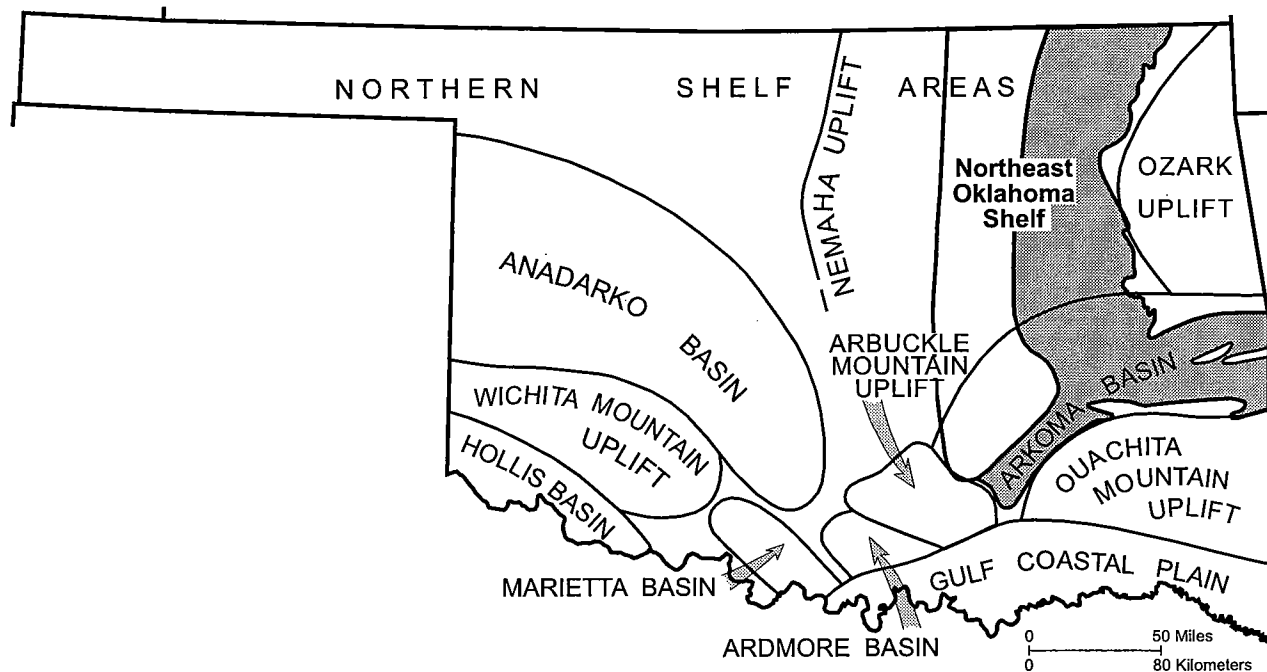 NORTHERN SHELF AREAS
NEMAHA UPLIFT
Northeast
Oklahoma
Shelf
OZARK
UPLIFT
ANADARKO
BASIN
ARBUCKLE
MOUNTAIN
UPLIFT
WICHITA MOUNTAIN
UPLIFT
HOLLIS BASIN
ARKOMA BASIN
OUACHITA
MOUNTAIN
UPLIFT
MARIETTA BASIN
GULF COASTAL PLAIN
ARDMORE BASIN
0 50 Miles
0 80 Kilometers